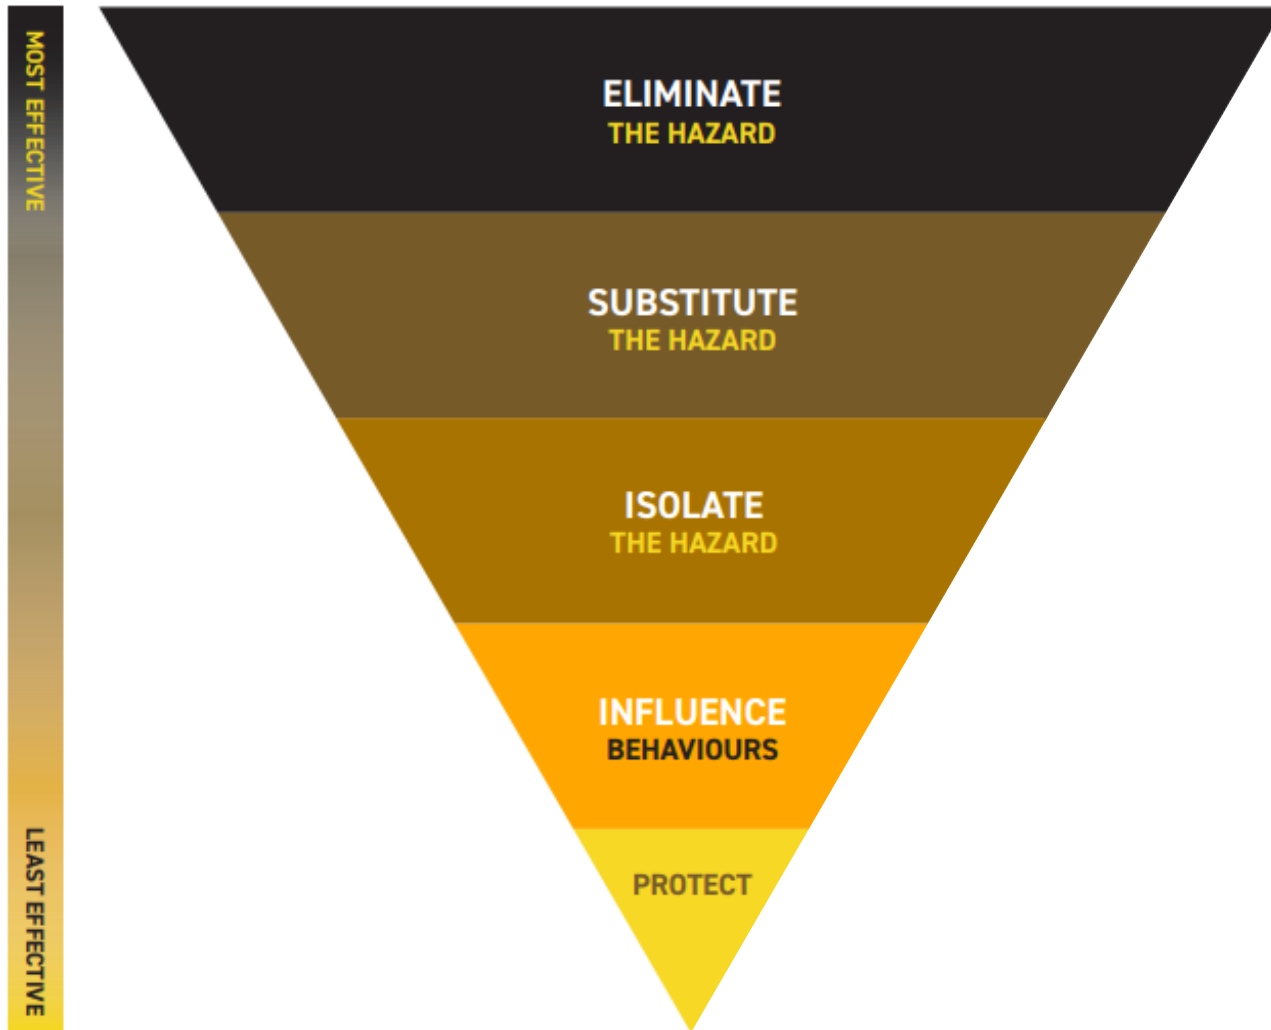 MOST EFFECTIVE
ELIMINATE
THE HAZARD
SUBSTITUTE
THE HAZARD
ISOLATE
THE HAZARD
INFLUENCE
BEHAVIOURS
PROTECT
LEAST EFFECTIVE